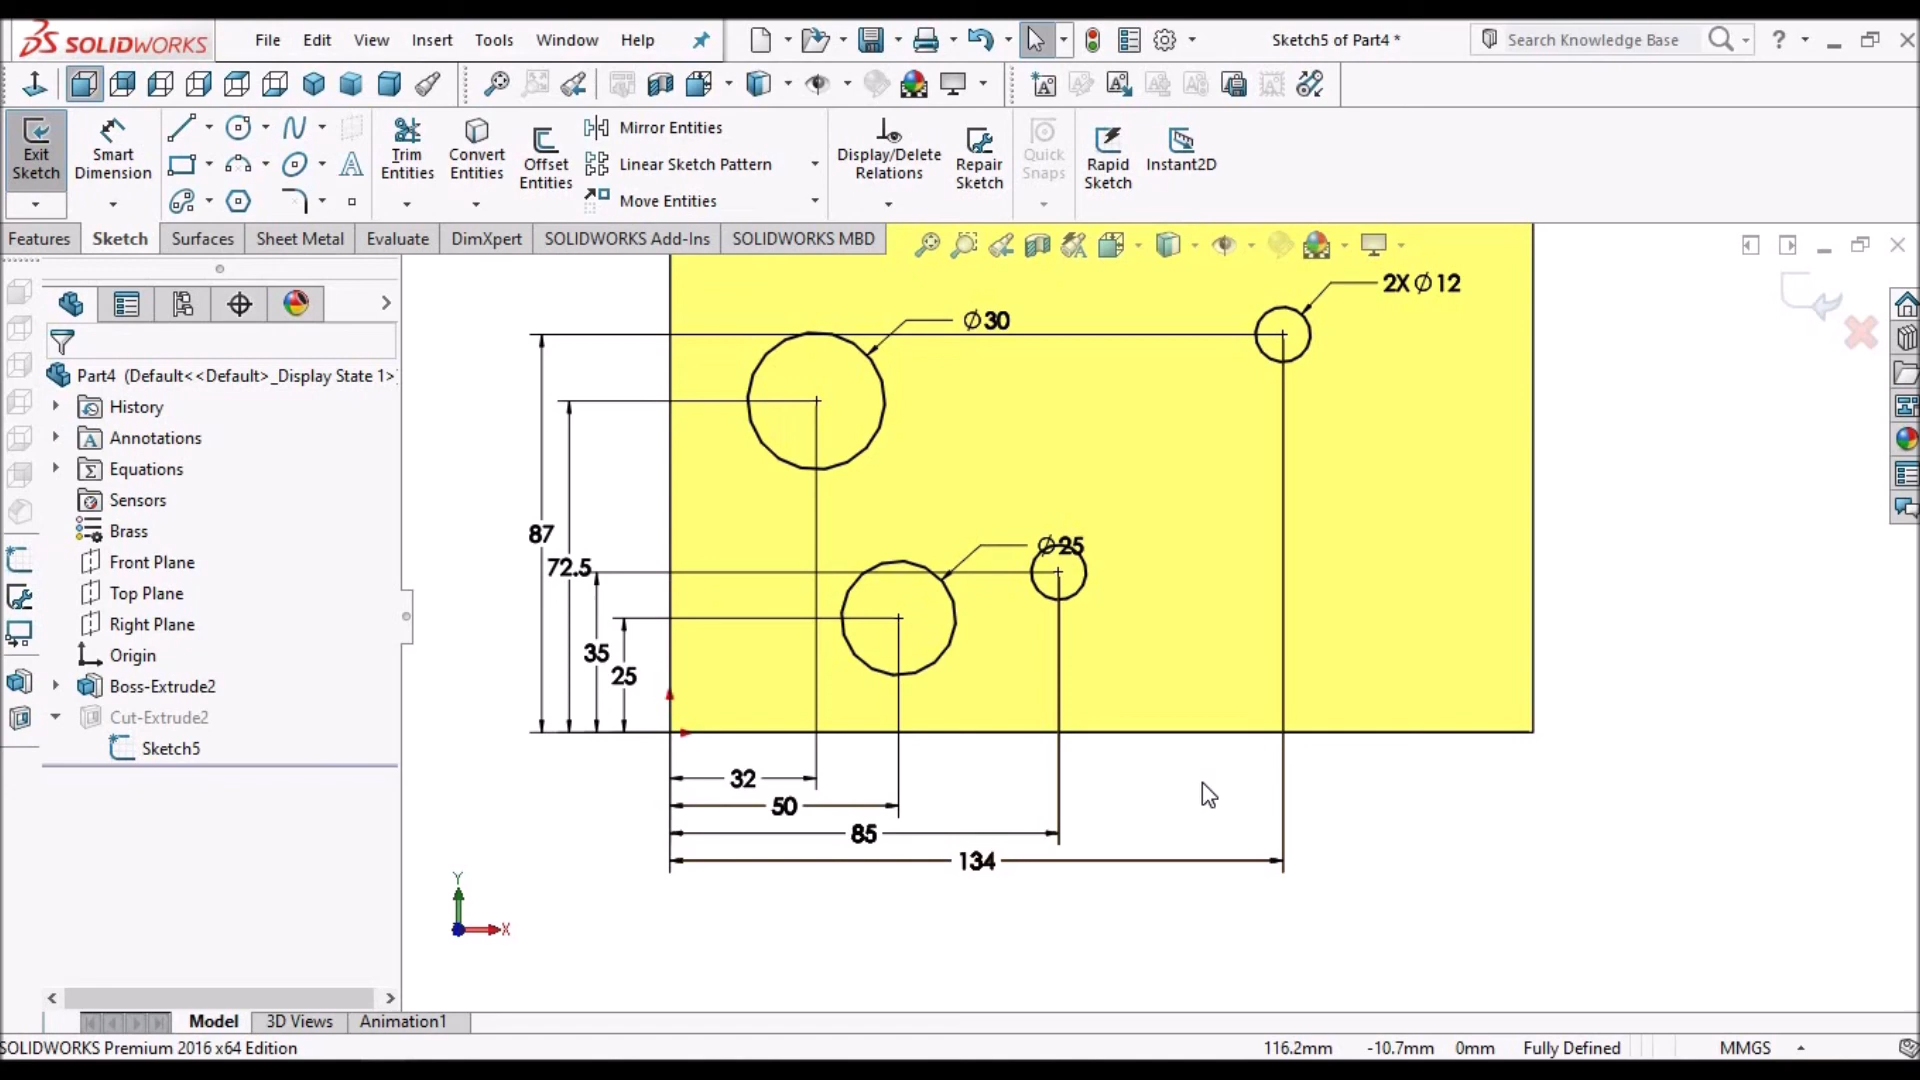 SOLIDWORKS File Edit View Insert Tools Window Help Sketch5 of Part4 * Search Knowledge Base ?
Exit Sketch
Smart Dimension
Trim Entities
Convert Entities
Offset Entities
Mirror Entities
Linear Sketch Pattern
Move Entities
Display/Delete Relations
Repair Sketch
Quick Snaps
Rapid Sketch
Instant2D
Features Sketch Surfaces Sheet Metal Evaluate DimXpert SOLIDWORKS Add-Ins SOLIDWORKS MBD
Part4 (Default<<Default>_Display State 1>
History
Annotations
Equations
Sensors
Brass
Front Plane
Top Plane
Right Plane
Origin
Boss-Extrude2
Cut-Extrude2
Sketch5
2X∅12
∅30
87
72.5
∅25
35
25
32
50
85
134
Y
X
Model 3D Views Animation1
SOLIDWORKS Premium 2016 x64 Edition 116.2mm -10.7mm 0mm Fully Defined MMGS